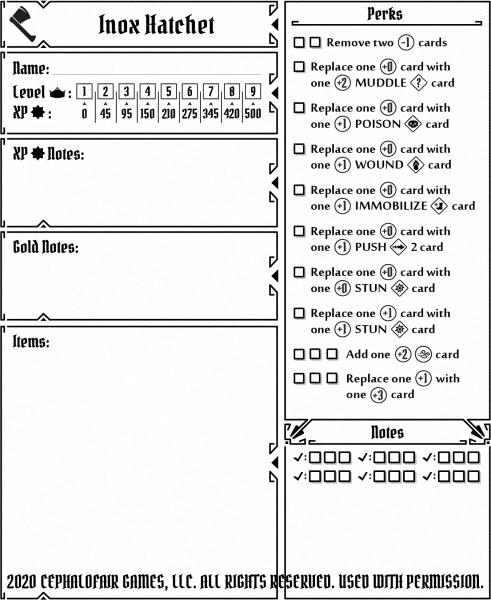 Inox Hatchet
Name:
Level :
1 2 3 4 5 6 7 8 9
XP :
0 45 95 150 210 275 345 420 500
XP Notes:
Gold Notes:
Items:
Perks
Remove two -1 cards
Replace one +0 card with
one +2 MUDDLE ? card
Replace one +0 card with
one +1 POISON card
Replace one +0 card with
one +1 WOUND card
Replace one +0 card with
one +1 IMMOBILIZE card
Replace one +0 card with
one +1 PUSH 2 card
Replace one +0 card with
one +0 STUN card
Replace one +1 card with
one +1 STUN card
Add one +2 card
Replace one +1 with
one +3 card
Notes
✓: ✓: ✓:
✓: ✓: ✓:
2020 CEPHALOFAIR GAMES, LLC. ALL RIGHTS RESERVED. USED WITH PERMISSION.